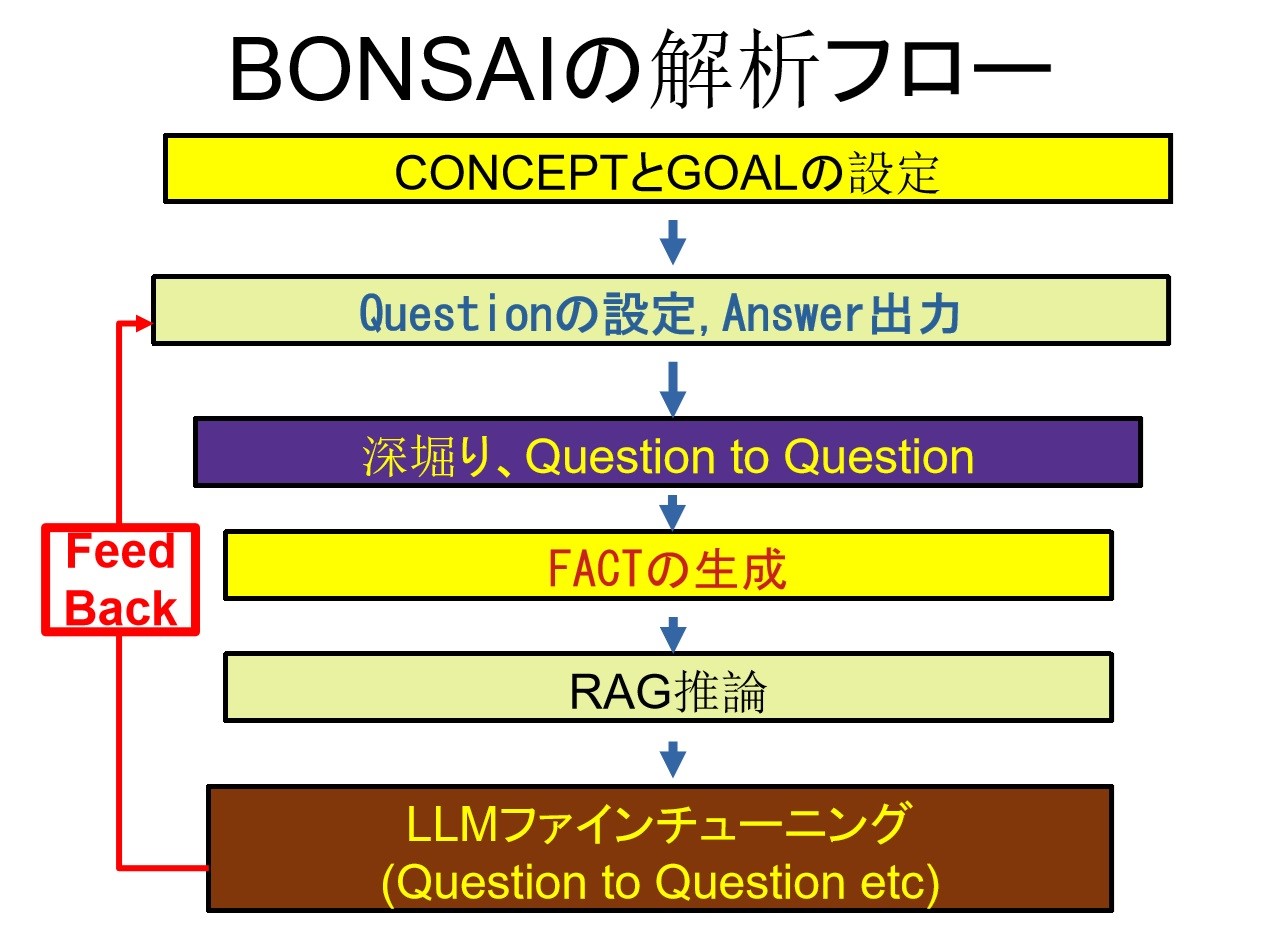 BONSAIの解析フロー
CONCEPTとGOALの設定
Questionの設定,Answer出力
深堀り、Question to Question
Feed
Back
FACTの生成
RAG推論
LLMファインチューニング
(Question to Question etc)